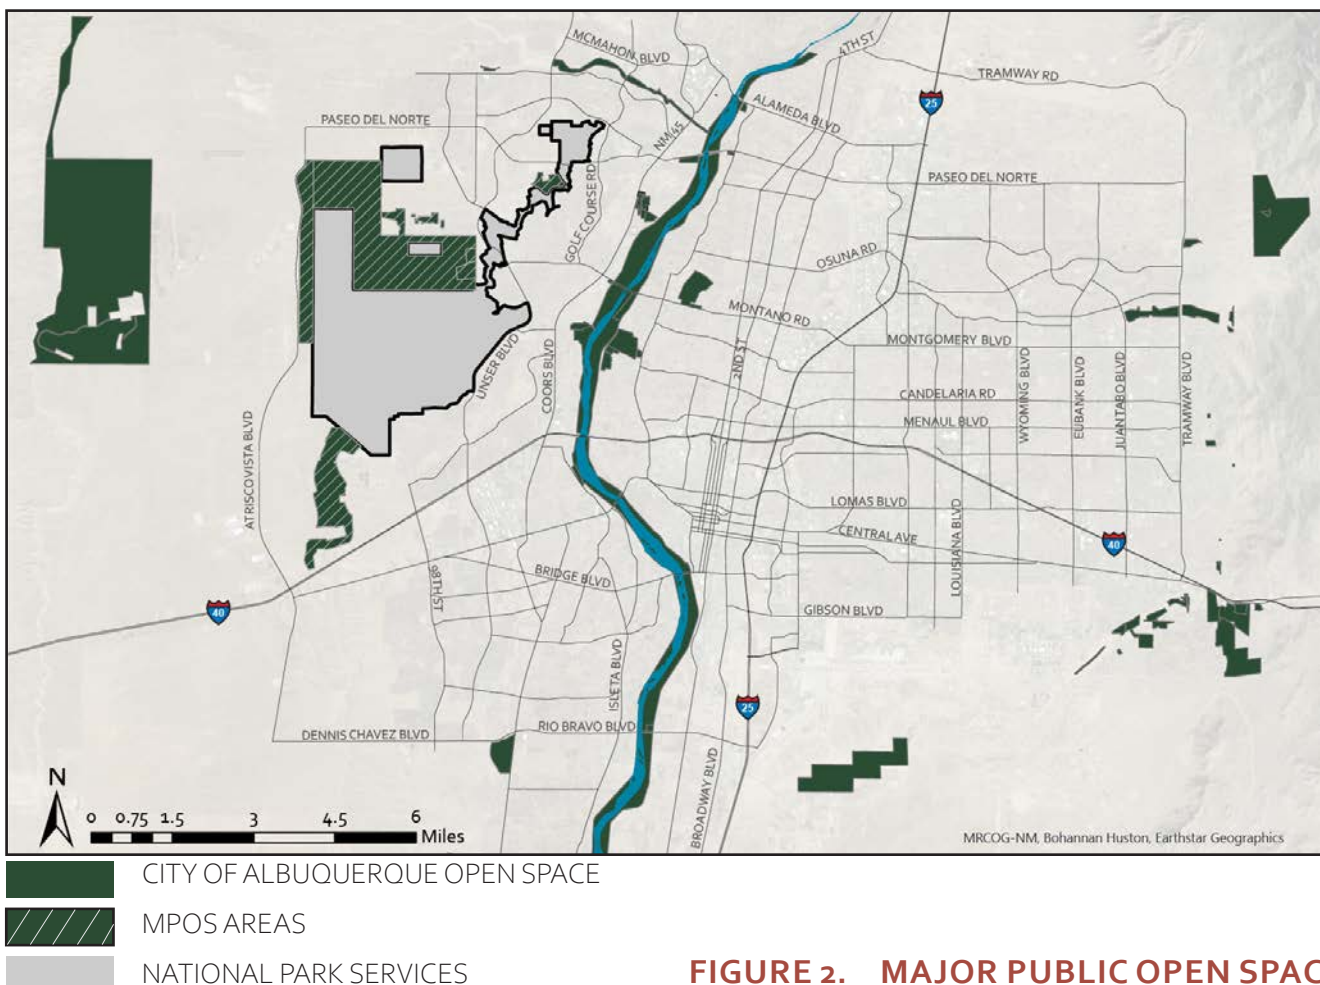 MCMAHON BLVD
4TH ST
TRAMWAY RD
25
ALAMEDA BLVD
PASEO DEL NORTE
NM 45
PASEO DEL NORTE
GOLF COURSE RD
OSUNA RD
MONTANO RD
MONTGOMERY BLVD
2ND ST
UNSER BLVD
COORS BLVD
WYOMING BLVD
EUBANK BLVD
JUANTABO BLVD
TRAMWAY BLVD
CANDELARIA RD
MENAUL BLVD
ATRISCOVISTA BLVD
LOMAS BLVD
LOUISIANA BLVD
CENTRAL AVE
40
98TH ST
BRIDGE BLVD
40
GIBSON BLVD
ISLETA BLVD
25
DENNIS CHAVEZ BLVD
RIO BRAVO BLVD
BROADWAY BLVD
N
0 0.75 1.5 3 4.5 6
Miles
MRCOG-NM, Bohannan Huston, Earthstar Geographics
CITY OF ALBUQUERQUE OPEN SPACE
MPOS AREAS
NATIONAL PARK SERVICES
FIGURE 2. MAJOR PUBLIC OPEN SPAC